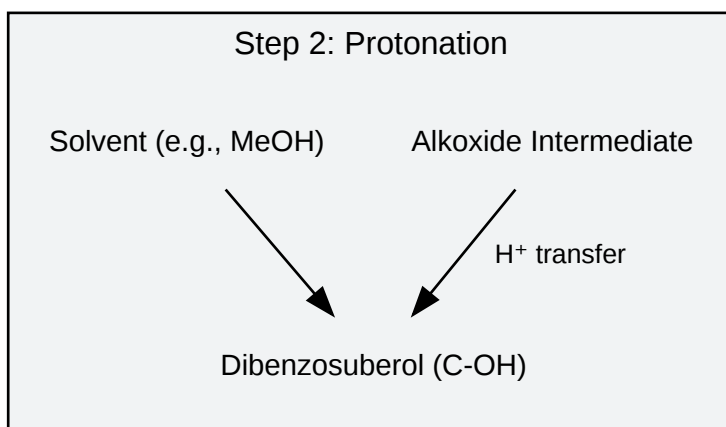 Step 2: Protonation
Solvent (e.g., MeOH)
Alkoxide Intermediate
H⁺ transfer
Dibenzosuberol (C-OH)